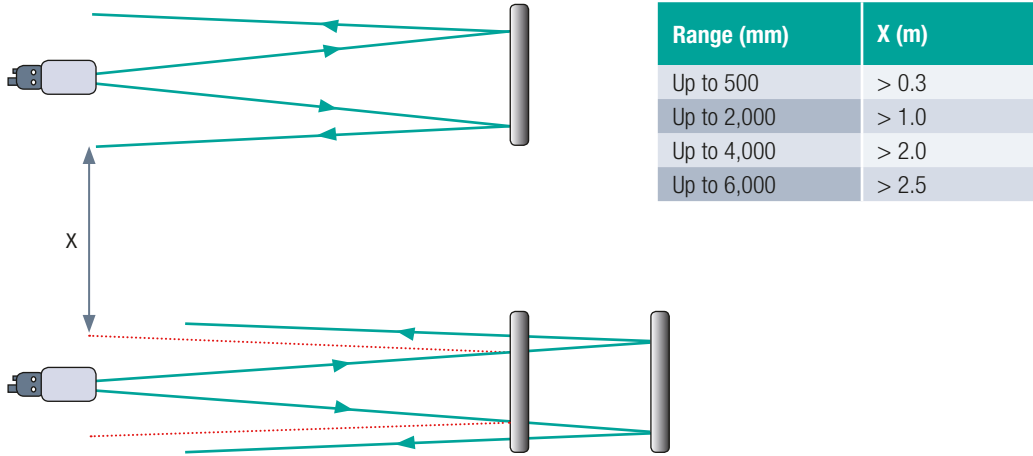 Range (mm) X (m)
Up to 500 > 0.3
Up to 2,000 > 1.0
Up to 4,000 > 2.0
Up to 6,000 > 2.5
X